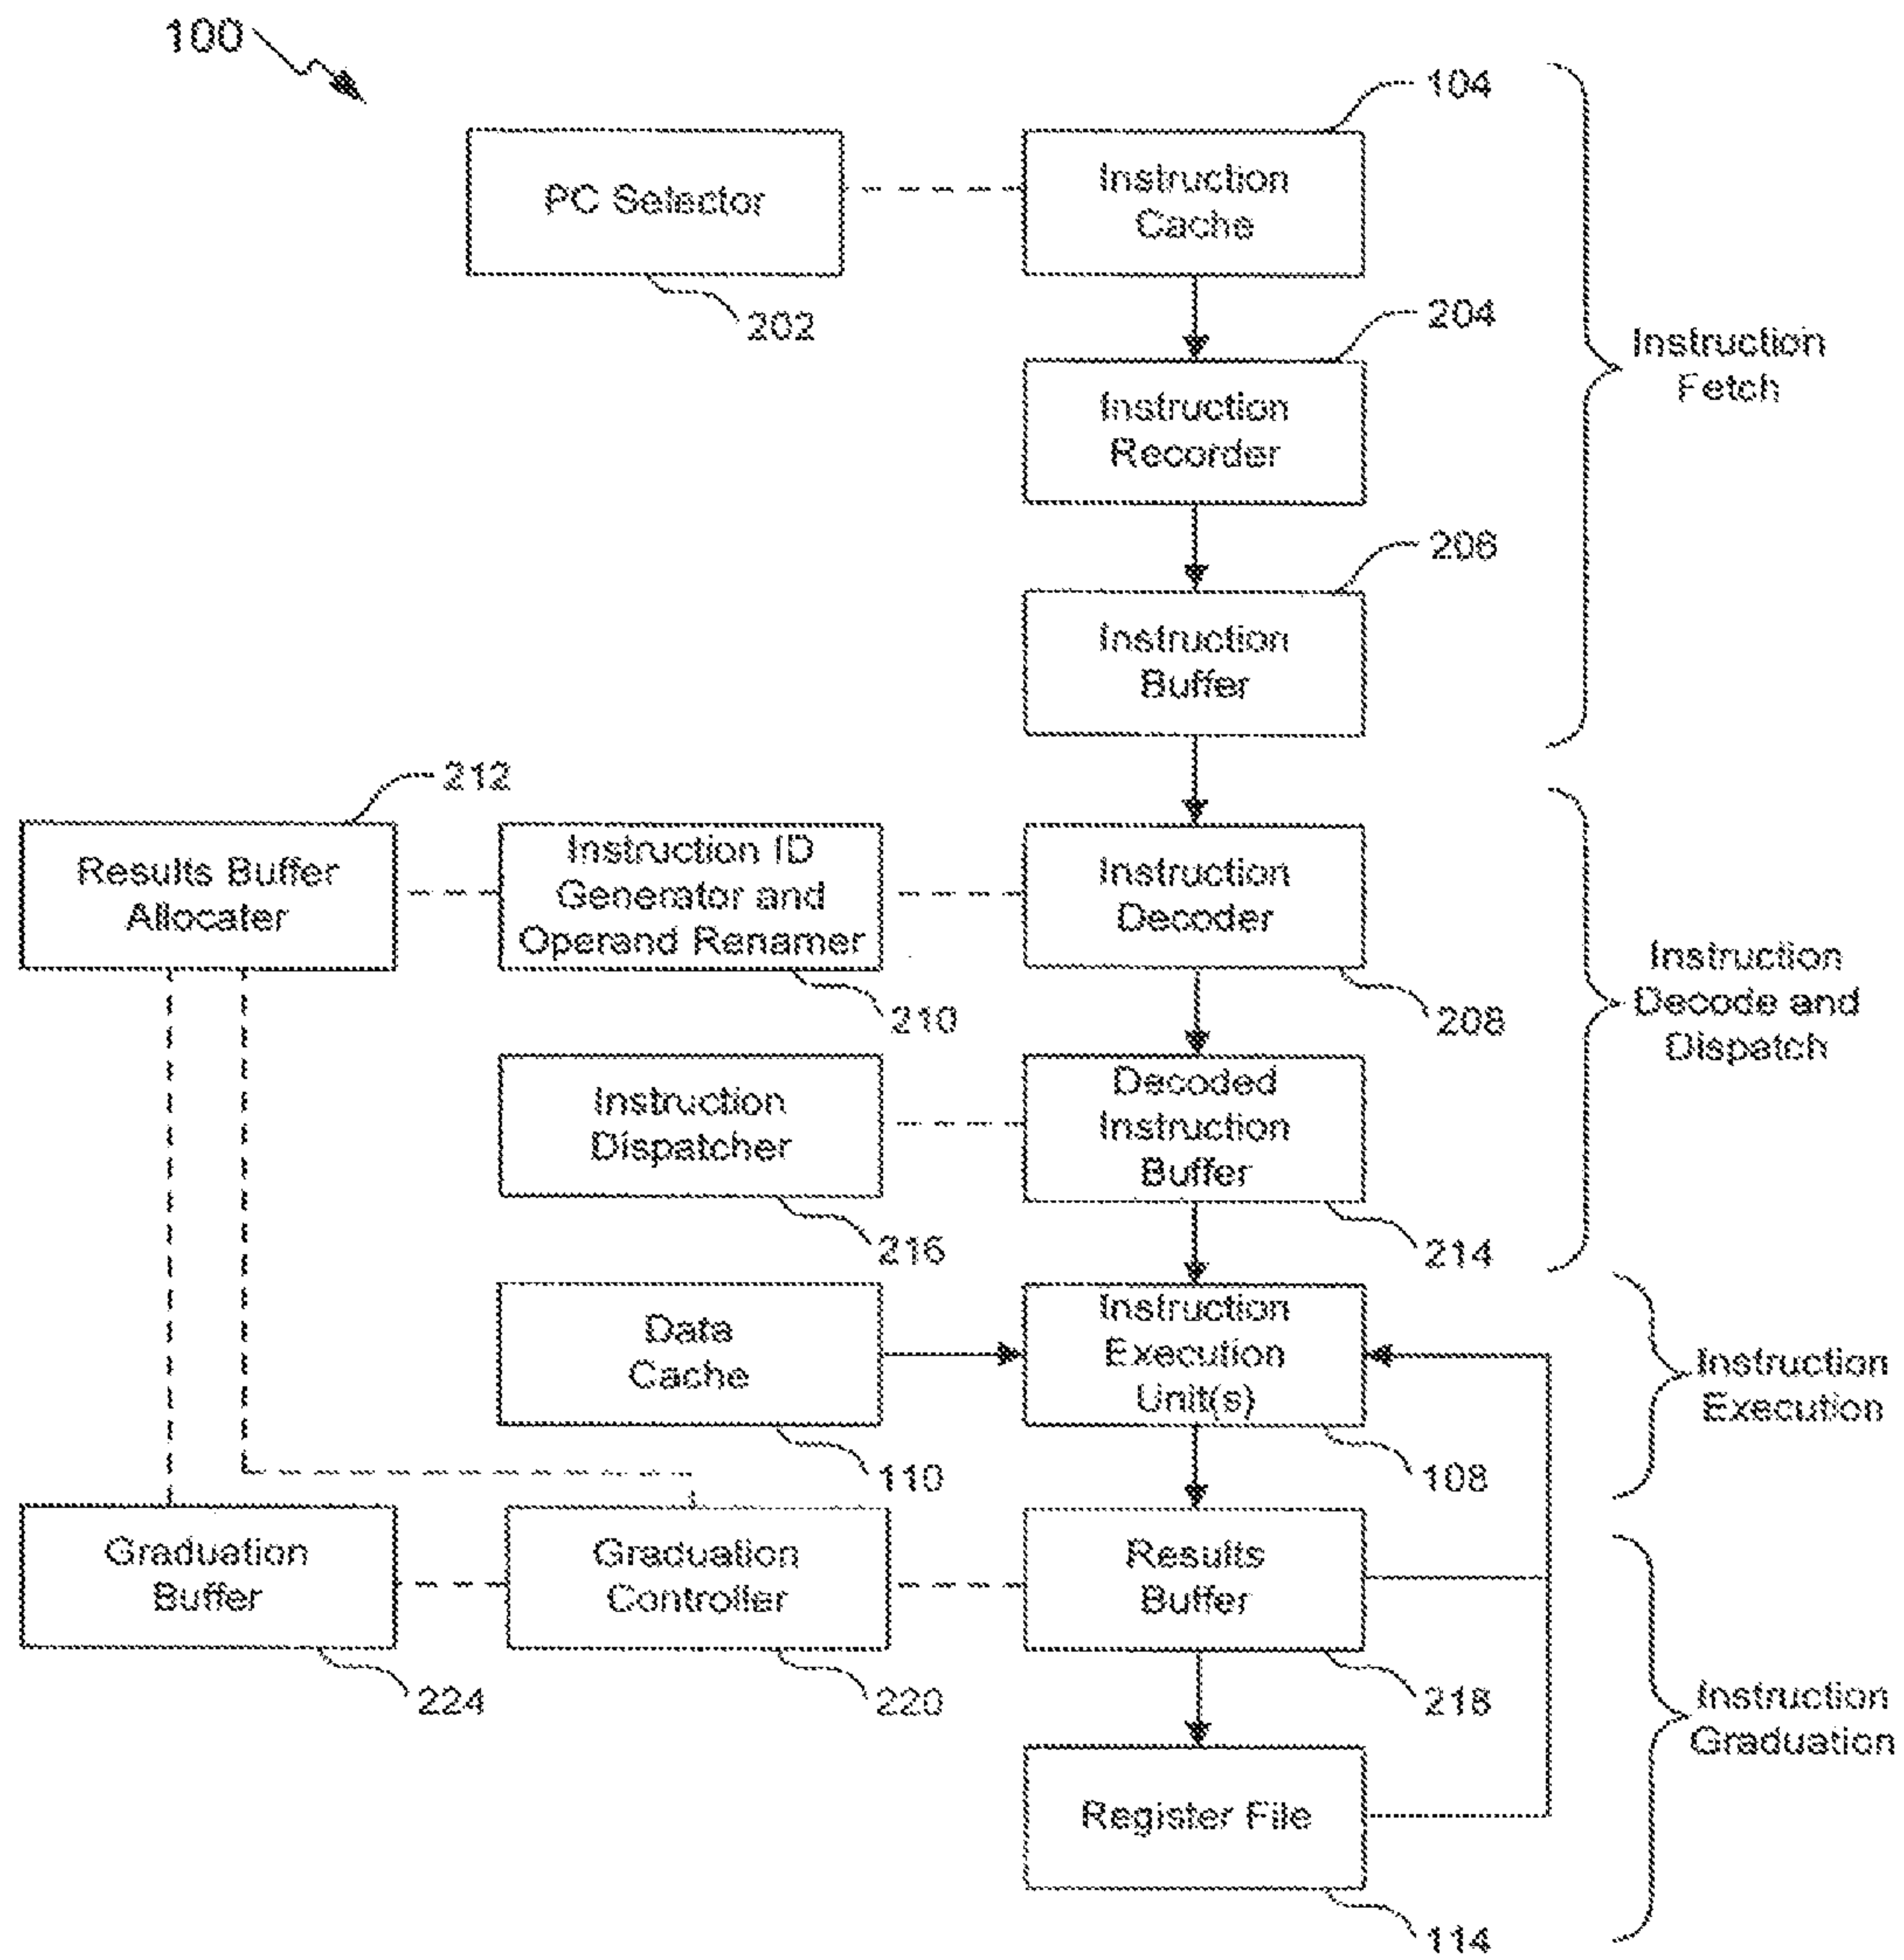 100
104
PC Selector
Instruction
Cache
202
204
Instruction
Recorder
Instruction
Fetch
206
Instruction
Buffer
212
Results Buffer
Allocater
Instruction ID
Generator and
Operand Renamer
Instruction
Decoder
210
208
Instruction
Decode and
Dispatch
Instruction
Dispatcher
Decoded
Instruction
Buffer
216
214
Data
Cache
Instruction
Execution
Unit(s)
Instruction
Execution
110
108
Graduation
Buffer
Graduation
Controller
Results
Buffer
224
220
218
Instruction
Graduation
Register File
114